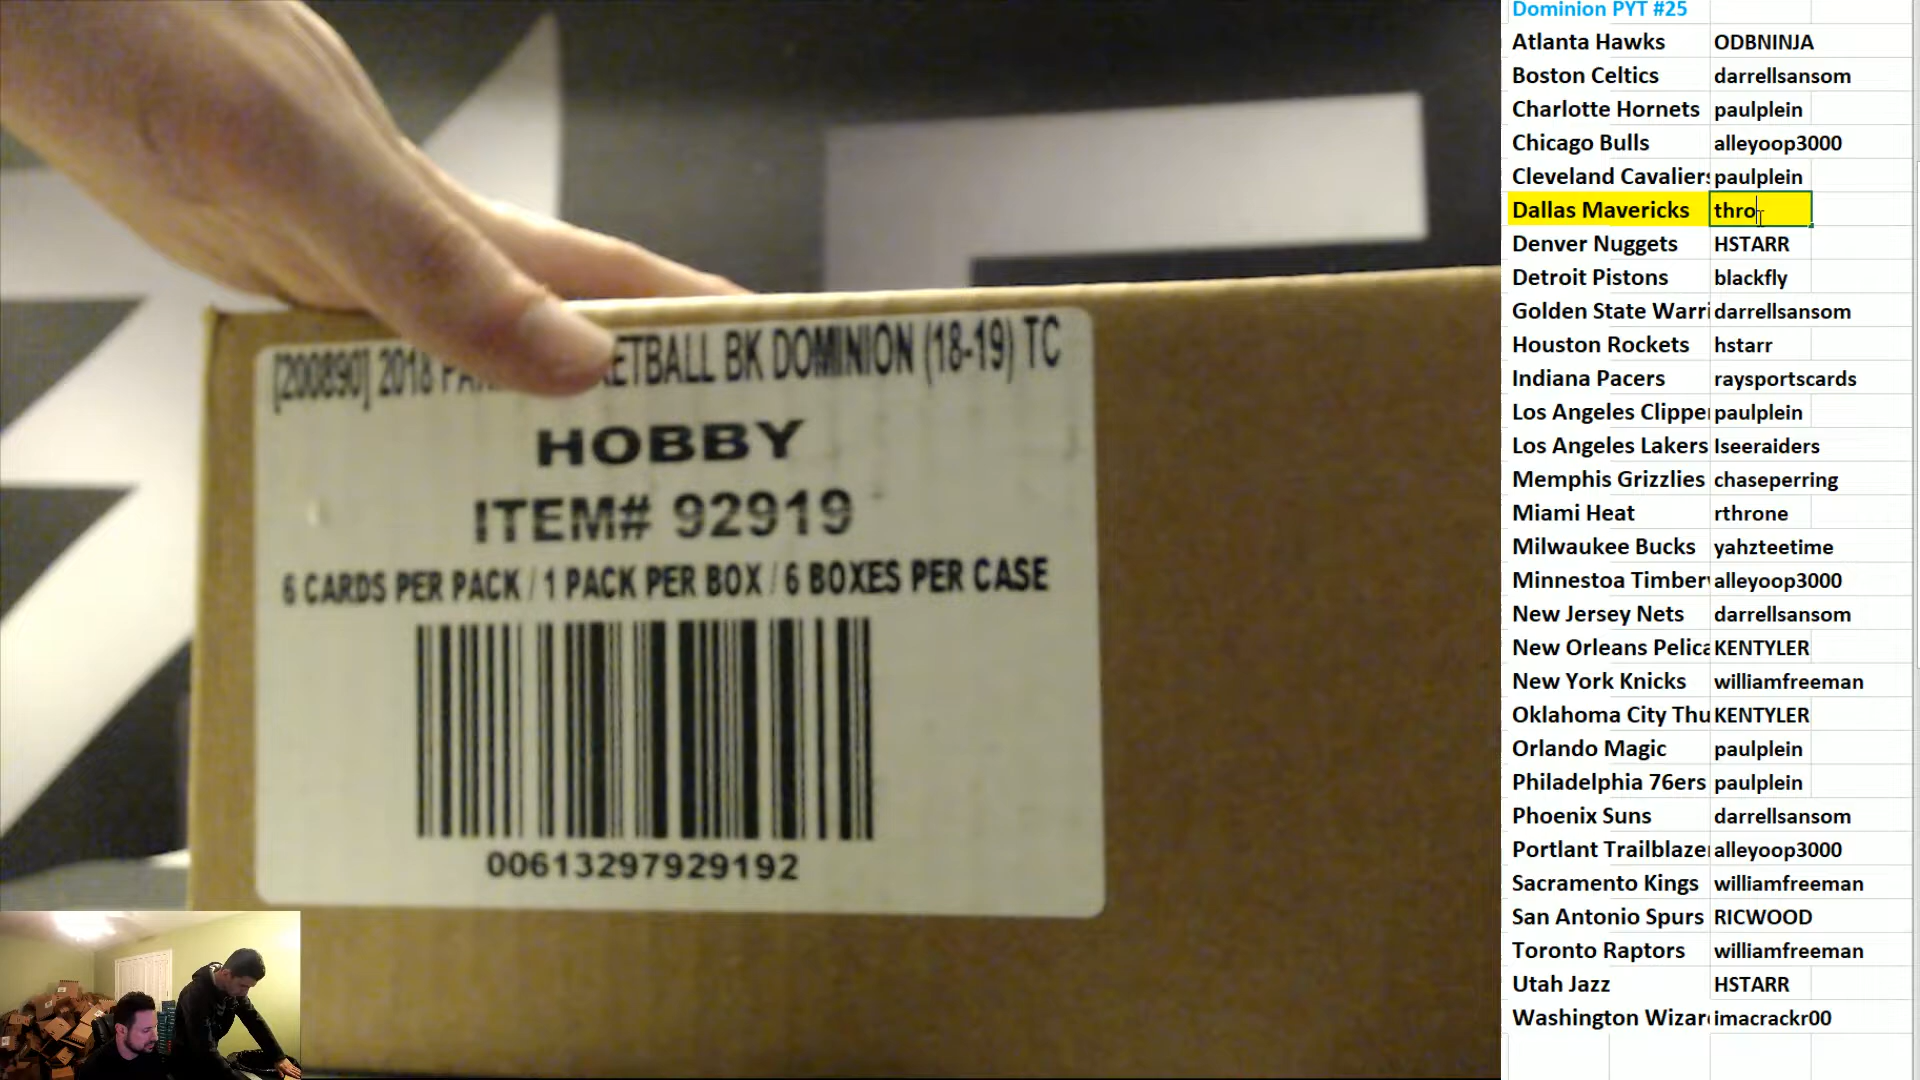 [200890] 2018 PA ETBALL BK DOMINION (18-19) TC
HOBBY
ITEM# 92919
6 CARDS PER PACK / 1 PACK PER BOX / 6 BOXES PER CASE
00613297929192
Dominion PYT #25
Atlanta Hawks ODBNINJA
Boston Celtics darrellsansom
Charlotte Hornets paulplein
Chicago Bulls alleyoop3000
Cleveland Cavaliers paulplein
Dallas Mavericks thro
Denver Nuggets HSTARR
Detroit Pistons blackfly
Golden State Warri darrellsansom
Houston Rockets hstarr
Indiana Pacers raysportscards
Los Angeles Clippe paulplein
Los Angeles Lakers Iseeraiders
Memphis Grizzlies chaseperring
Miami Heat rthrone
Milwaukee Bucks yahzteetime
Minnestoa Timber alleyoop3000
New Jersey Nets darrellsansom
New Orleans Pelica KENTYLER
New York Knicks williamfreeman
Oklahoma City Thu KENTYLER
Orlando Magic paulplein
Philadelphia 76ers paulplein
Phoenix Suns darrellsansom
Portlant Trailblaze alleyoop3000
Sacramento Kings williamfreeman
San Antonio Spurs RICWOOD
Toronto Raptors williamfreeman
Utah Jazz HSTARR
Washington Wizar imacrackr00